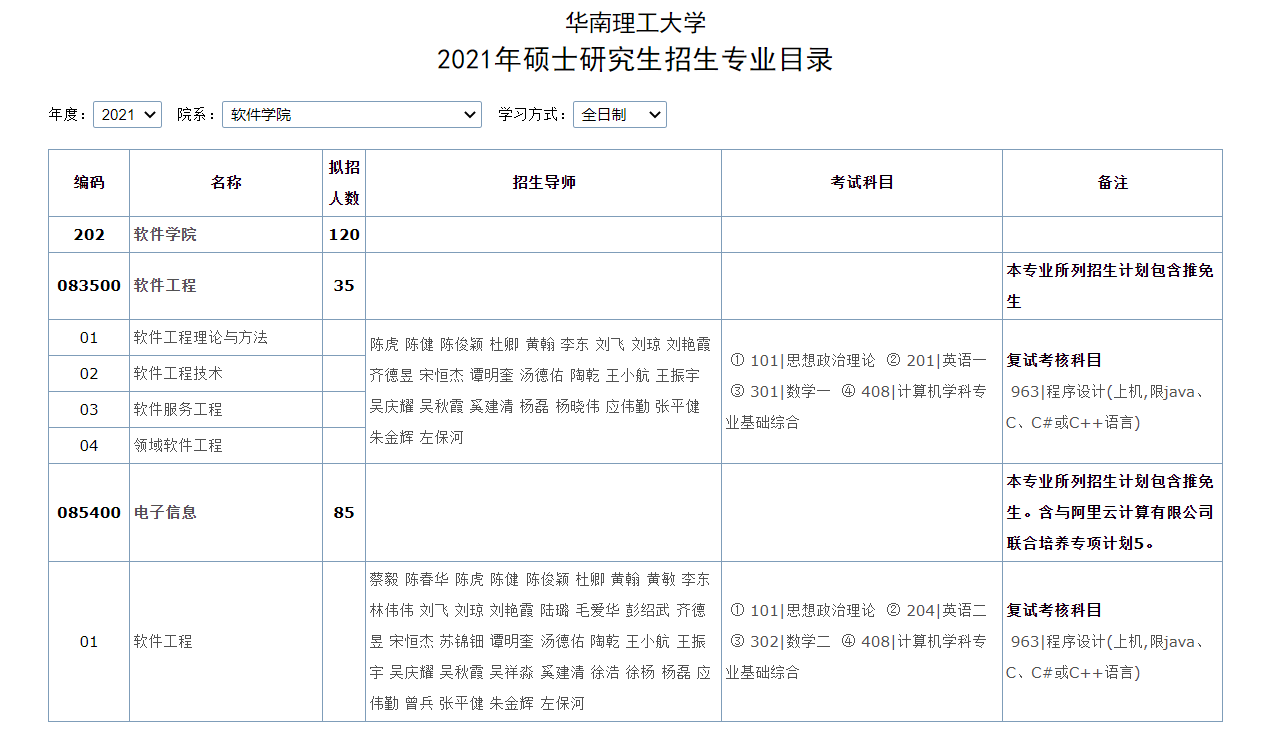 华南理工大学
2021年硕士研究生招生专业目录
年度： 2021 院系： 软件学院 学习方式： 全日制
编码 名称 拟招人数 招生导师 考试科目 备注
202 软件学院 120
083500 软件工程 35 本专业所列招生计划包含推免生
01 软件工程理论与方法
02 软件工程技术
03 软件服务工程
04 领域软件工程
陈虎 陈健 陈俊颖 杜卿 黄翰 李东 刘飞 刘琼 刘艳霞
齐德昱 宋恒杰 谭明奎 汤德佑 陶乾 王小航 王振宇
吴庆耀 吴秋霞 奚建清 杨磊 杨晓伟 应伟勤 张平健
朱金辉 左保河
① 101|思想政治理论 ② 201|英语一
③ 301|数学一 ④ 408|计算机学科专
业基础综合
复试考核科目
963|程序设计(上机,限java、
C、C#或C++语言)
085400 电子信息 85
本专业所列招生计划包含推免
生。含与阿里云计算有限公司
联合培养专项计划5。
01 软件工程
蔡毅 陈春华 陈虎 陈健 陈俊颖 杜卿 黄翰 黄敏 李东
林伟伟 刘飞 刘琼 刘艳霞 陆璐 毛爱华 彭绍武 齐德
昱 宋恒杰 苏锦钿 谭明奎 汤德佑 陶乾 王小航 王振
宇 吴庆耀 吴秋霞 吴祥淼 奚建清 徐浩 徐杨 杨磊 应
伟勤 曾兵 张平健 朱金辉 左保河
① 101|思想政治理论 ② 204|英语二
③ 302|数学二 ④ 408|计算机学科专
业基础综合
复试考核科目
963|程序设计(上机,限java、
C、C#或C++语言)